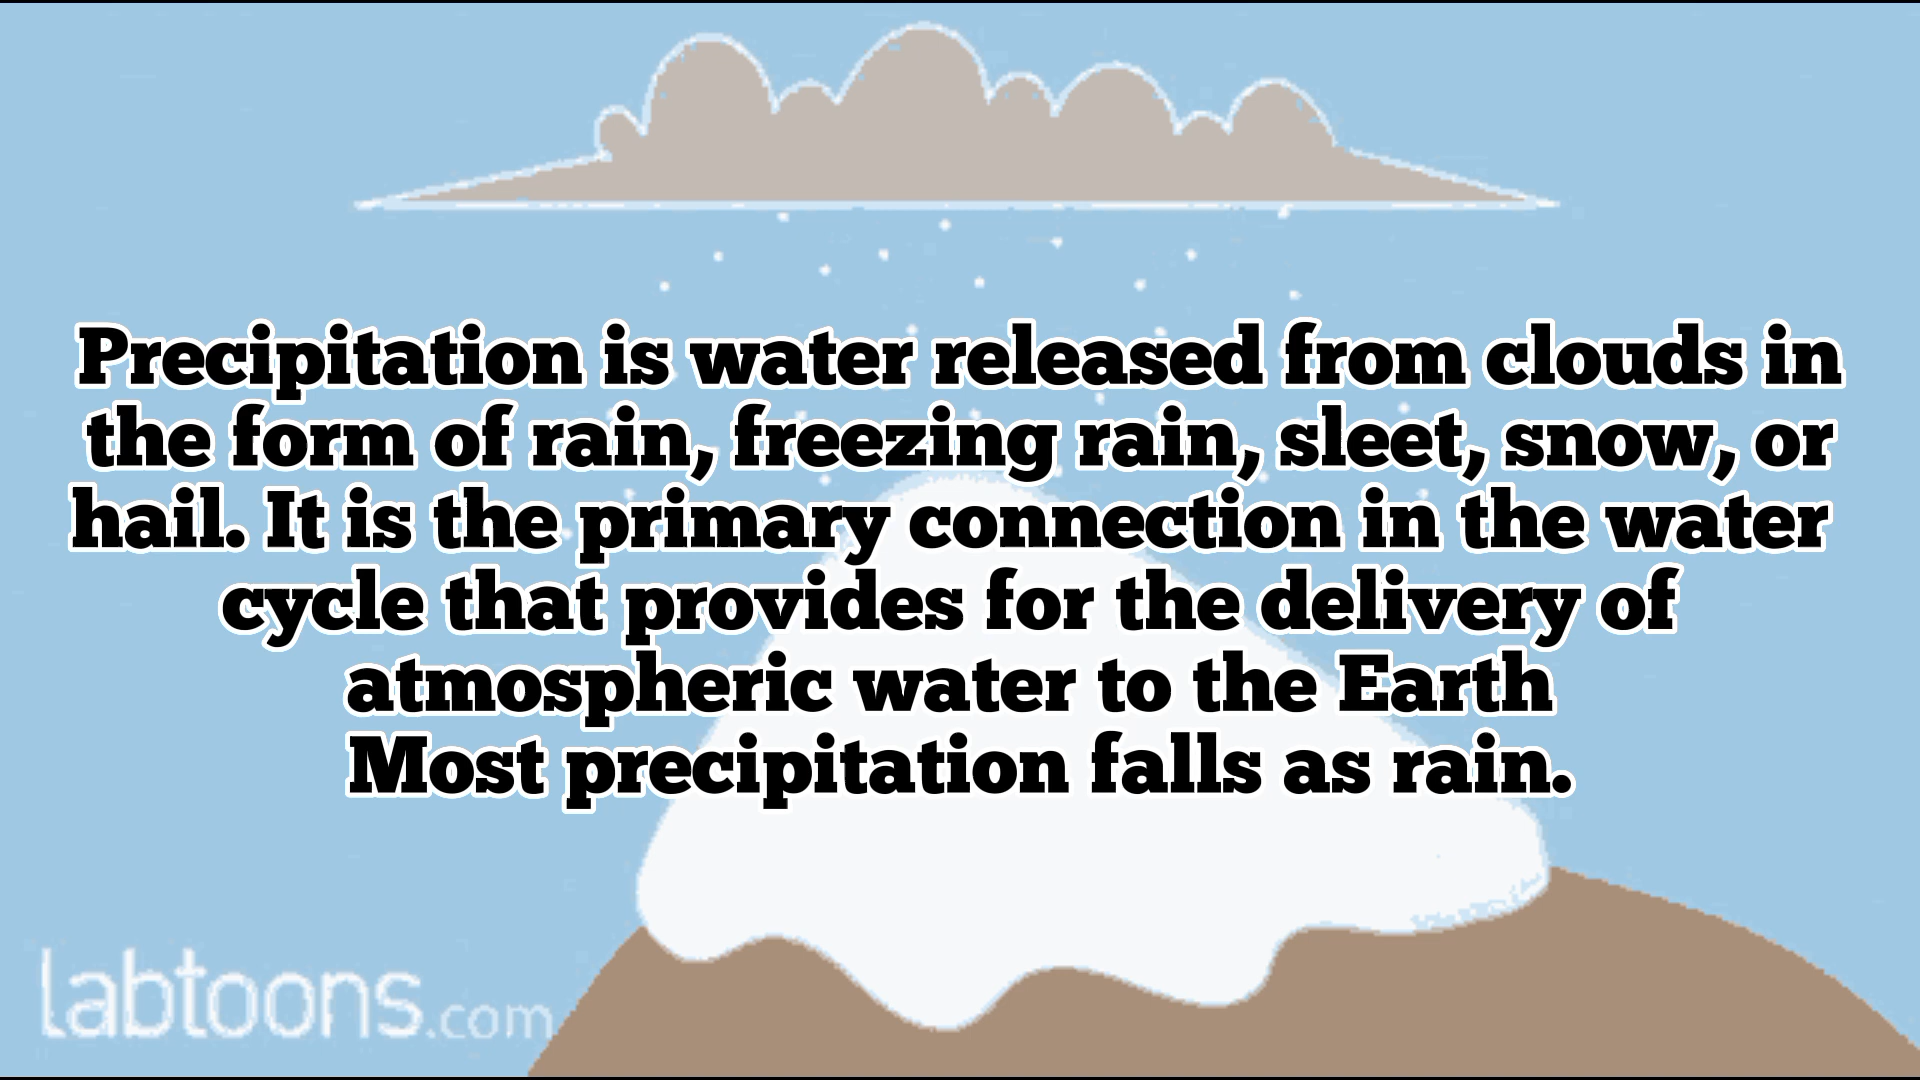 Precipitation is water released from clouds in
the form of rain, freezing rain, sleet, snow, or
hail. It is the primary connection in the water
cycle that provides for the delivery of
atmospheric water to the Earth
Most precipitation falls as rain.
labtoons.com